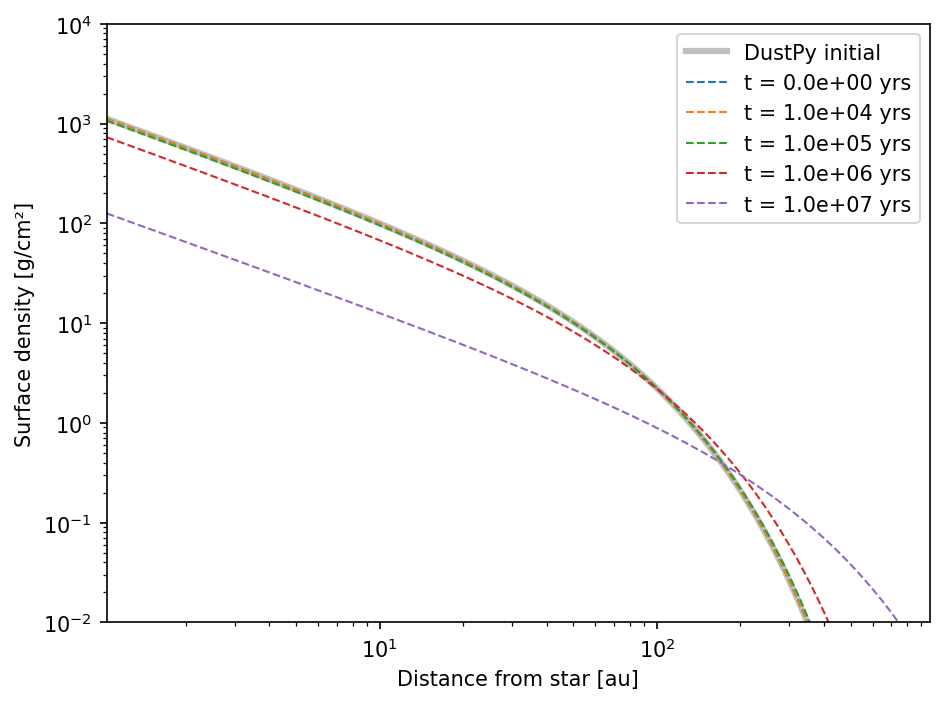 10⁴
10³
10²
10¹
10⁰
10⁻¹
10⁻²
Surface density [g/cm²]
DustPy initial
t = 0.0e+00 yrs
t = 1.0e+04 yrs
t = 1.0e+05 yrs
t = 1.0e+06 yrs
t = 1.0e+07 yrs
10¹
10²
Distance from star [au]